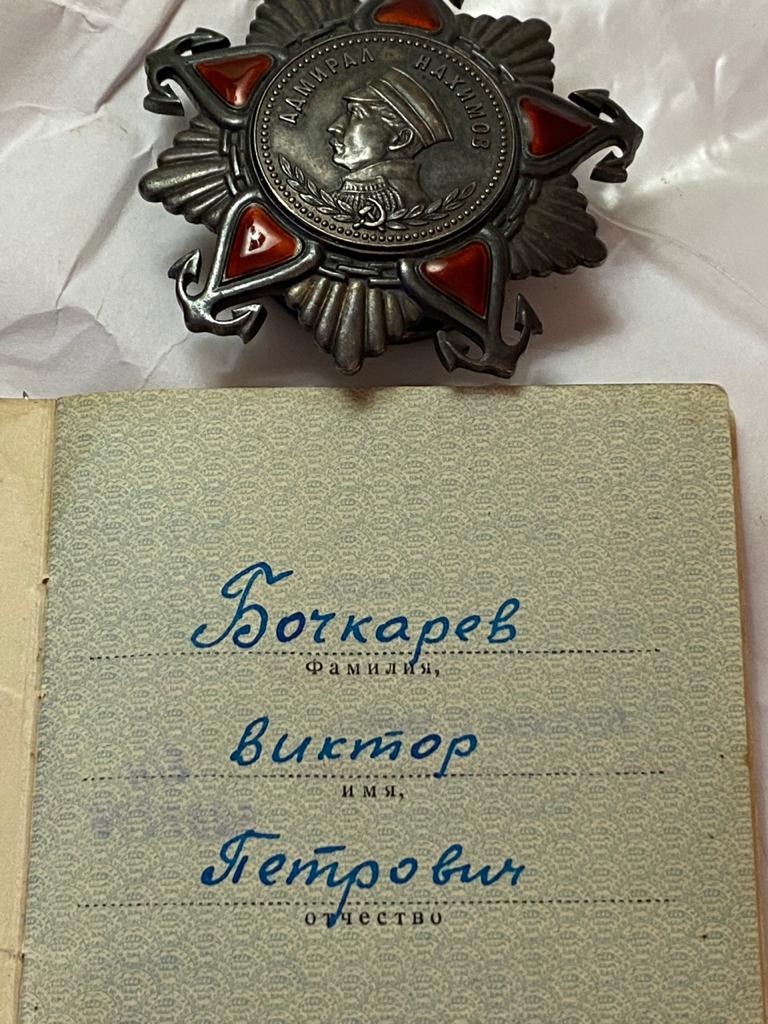 АДМИРАЛ НАХИМОВ
Бочкарев
Фамилия,
виктор
имя,
Петрович
отчество